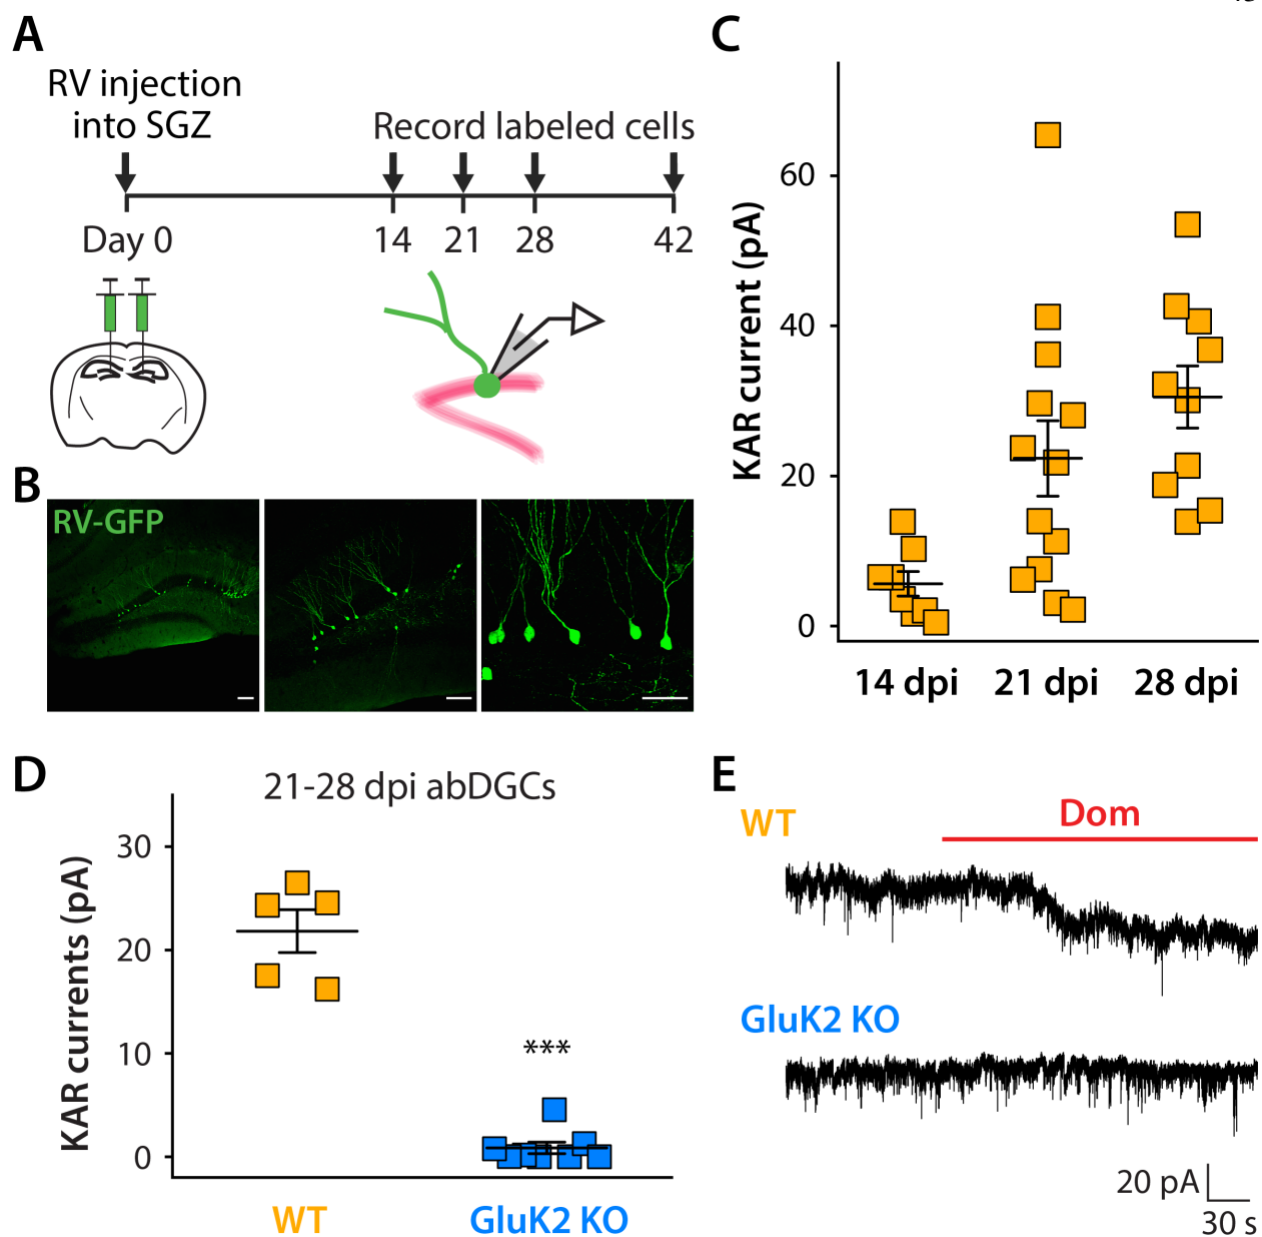 A
RV injection
into SGZ
Record labeled cells
Day 0
14 21 28 42
B
RV-GFP
C
KAR current (pA)
60
40
20
0
14 dpi 21 dpi 28 dpi
D
21-28 dpi abDGCs
KAR currents (pA)
30
20
10
0
***
WT GluK2 KO
E
WT
Dom
GluK2 KO
20 pA
30 s